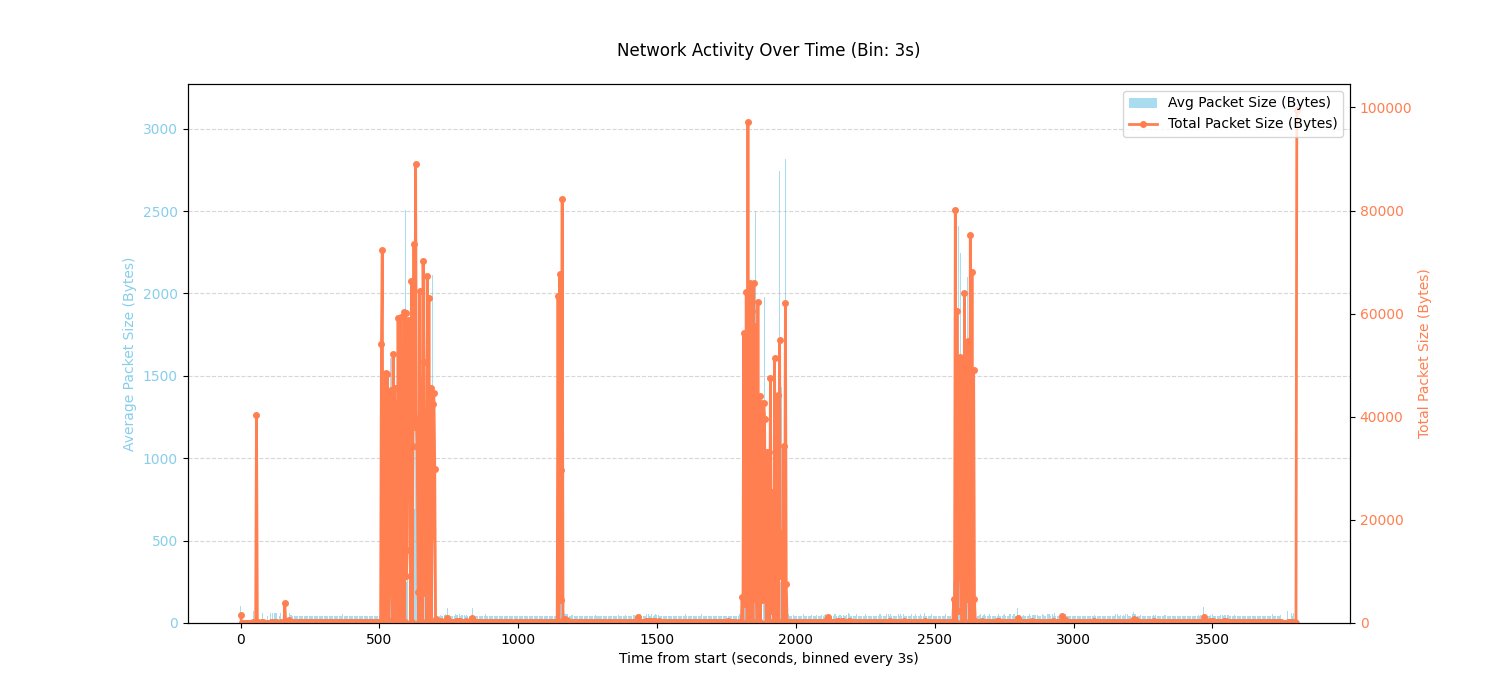 Network Activity Over Time (Bin: 3s)
Avg Packet Size (Bytes)
Total Packet Size (Bytes)
Average Packet Size (Bytes)
3000
2500
2000
1500
1000
500
0
100000
80000
60000
40000
20000
0
Total Packet Size (Bytes)
0 500 1000 1500 2000 2500 3000 3500
Time from start (seconds, binned every 3s)